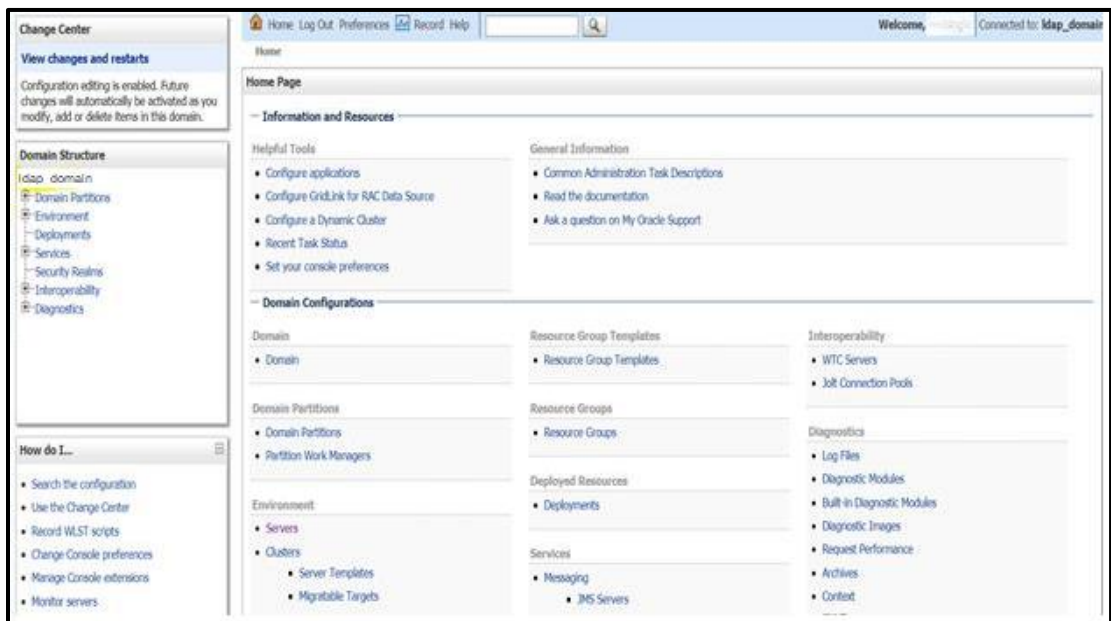 Change Center
View changes and restarts
Configuration editing is enabled. Future
changes will automatically be activated as you
modify, add or delete items in this domain.
Domain Structure
ldap_domain
Domain Partitions
Environment
Deployments
Services
Security Realms
Interoperability
Diagnostics
How do I...
Search the configuration
Use the Change Center
Record WLST scripts
Change Console preferences
Manage Console extensions
Monitor servers
Home Log Out Preferences Record Help
Welcome,
Connected to: ldap_domain
Home
Home Page
Information and Resources
Helpful Tools
Configure applications
Configure GridLink for RAC Data Source
Configure a Dynamic Cluster
Recent Task Status
Set your console preferences
General Information
Common Administration Task Descriptions
Read the documentation
Ask a question on My Oracle Support
Domain Configurations
Domain
Domain
Domain Partitions
Domain Partitions
Partition Work Managers
Environment
Servers
Clusters
Server Templates
Migratable Targets
Resource Group Templates
Resource Group Templates
Resource Groups
Resource Groups
Deployed Resources
Deployments
Services
Messaging
JMS Servers
Interoperability
WTC Servers
Jolt Connection Pools
Diagnostics
Log Files
Diagnostic Modules
Built-in Diagnostic Modules
Diagnostic Images
Request Performance
Archives
Context